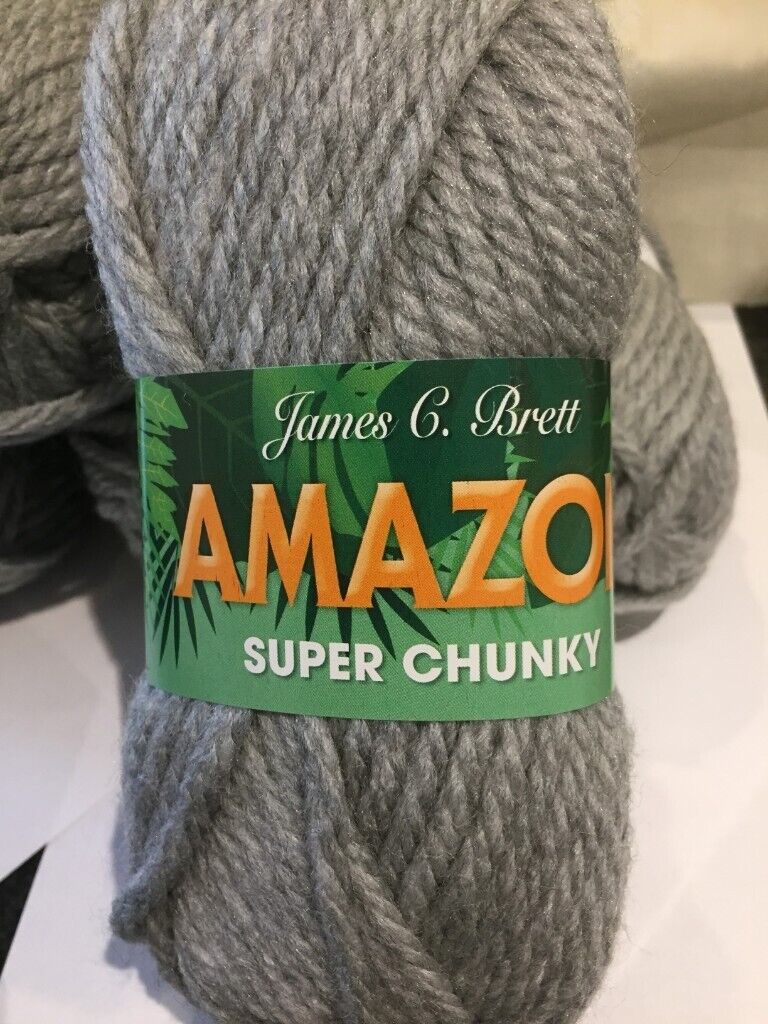 James C. Brett
AMAZO
SUPER CHUNKY